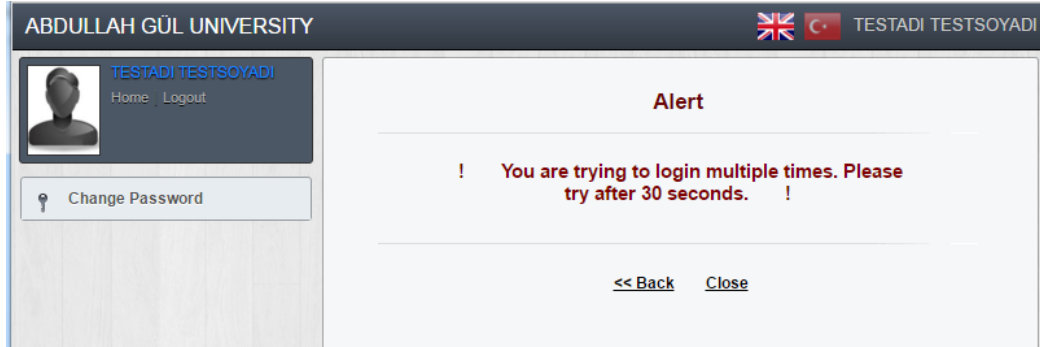 ABDULLAH GÜL UNIVERSITY
TESTADI TESTSOYADI
TESTADI TESTSOYADI
Home Logout
Change Password
Alert
! You are trying to login multiple times. Please
try after 30 seconds. !
<< Back Close